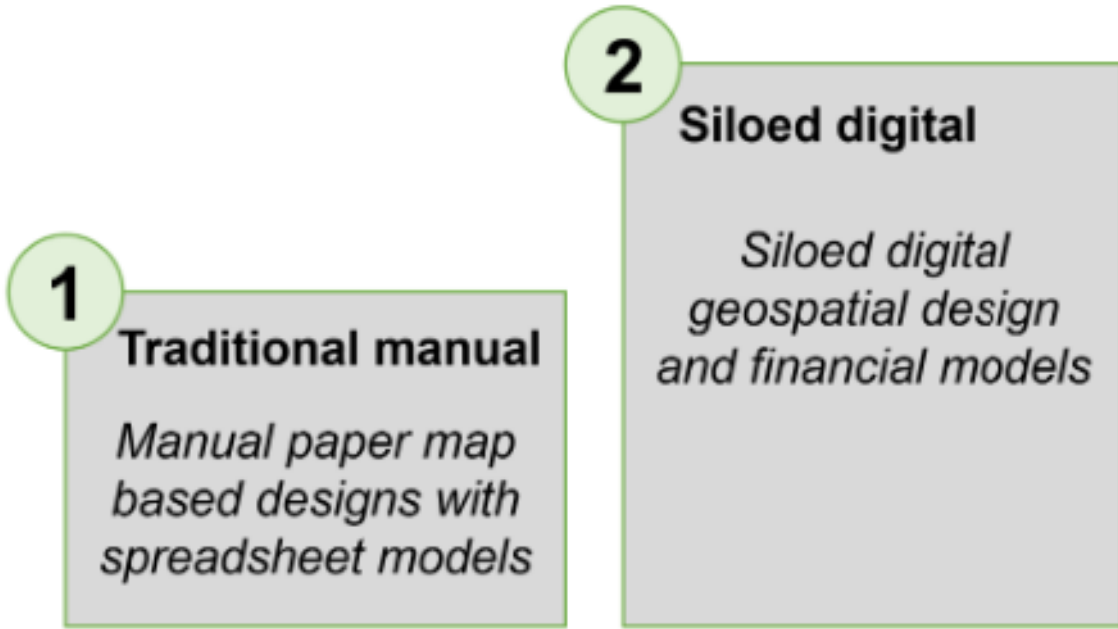 1
Traditional manual
Manual paper map
based designs with
spreadsheet models
2
Siloed digital
Siloed digital
geospatial design
and financial models